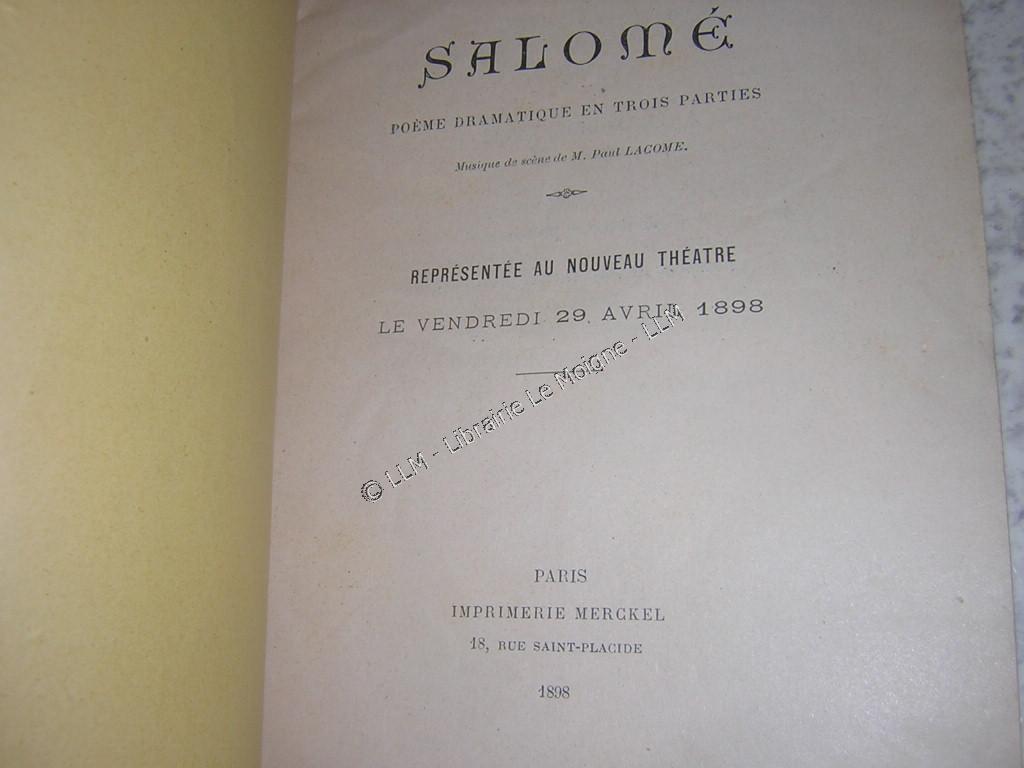 SALOMÉ
POÈME DRAMATIQUE EN TROIS PARTIES
Musique de scène de M. Paul LACOME.
REPRÉSENTÉE AU NOUVEAU THÉATRE
LE VENDREDI 29 AVRIL 1898
© LLM - Librairie Le Moigne - LLM
PARIS
IMPRIMERIE MERCKEL
18, RUE SAINT-PLACIDE
1898